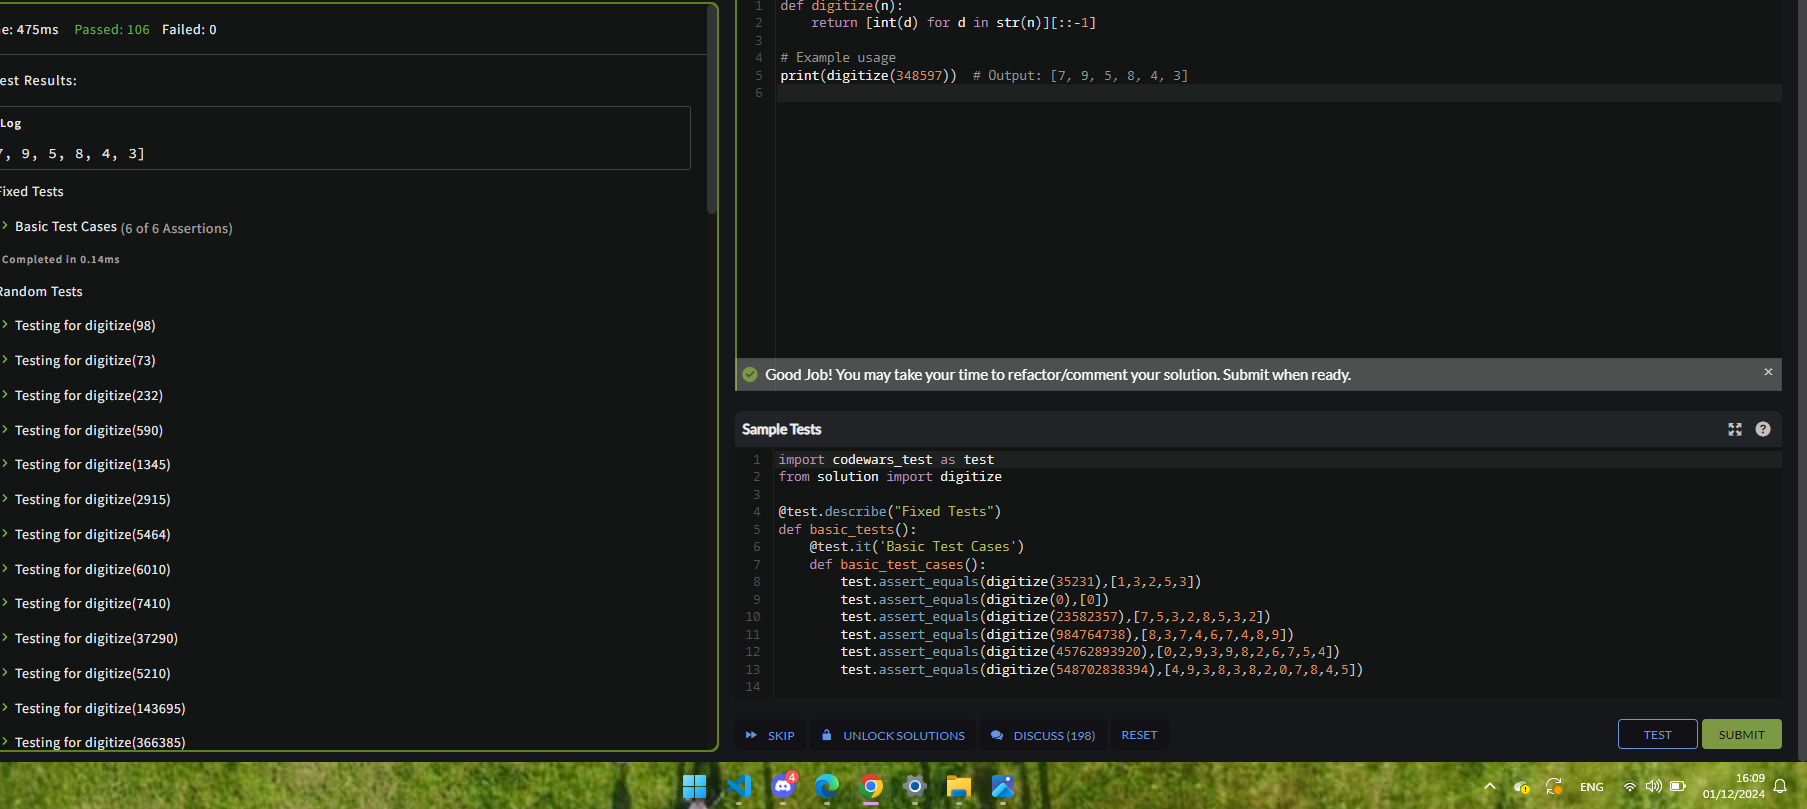 e: 475ms Passed: 106 Failed: 0
est Results:
Log
7, 9, 5, 8, 4, 3]
Fixed Tests
Basic Test Cases (6 of 6 Assertions)
Completed in 0.14ms
Random Tests
Testing for digitize(98)
Testing for digitize(73)
Testing for digitize(232)
Testing for digitize(590)
Testing for digitize(1345)
Testing for digitize(2915)
Testing for digitize(5464)
Testing for digitize(6010)
Testing for digitize(7410)
Testing for digitize(37290)
Testing for digitize(5210)
Testing for digitize(143695)
Testing for digitize(366385)
1 def digitize(n):
2     return [int(d) for d in str(n)][::-1]
3
4 # Example usage
5 print(digitize(348597))  # Output: [7, 9, 5, 8, 4, 3]
6
Good Job! You may take your time to refactor/comment your solution. Submit when ready.
Sample Tests
1 import codewars_test as test
2 from solution import digitize
3
4 @test.describe("Fixed Tests")
5 def basic_tests():
6     @test.it('Basic Test Cases')
7     def basic_test_cases():
8         test.assert_equals(digitize(35231),[1,3,2,5,3])
9         test.assert_equals(digitize(0),[0])
10         test.assert_equals(digitize(23582357),[7,5,3,2,8,5,3,2])
11         test.assert_equals(digitize(984764738),[8,3,7,4,6,7,4,8,9])
12         test.assert_equals(digitize(45762893920),[0,2,9,3,9,8,2,6,7,5,4])
13         test.assert_equals(digitize(548702838394),[4,9,3,8,3,8,2,0,7,8,4,5])
14
SKIP UNLOCK SOLUTIONS DISCUSS (198) RESET TEST SUBMIT
4
ENG
16:09
01/12/2024